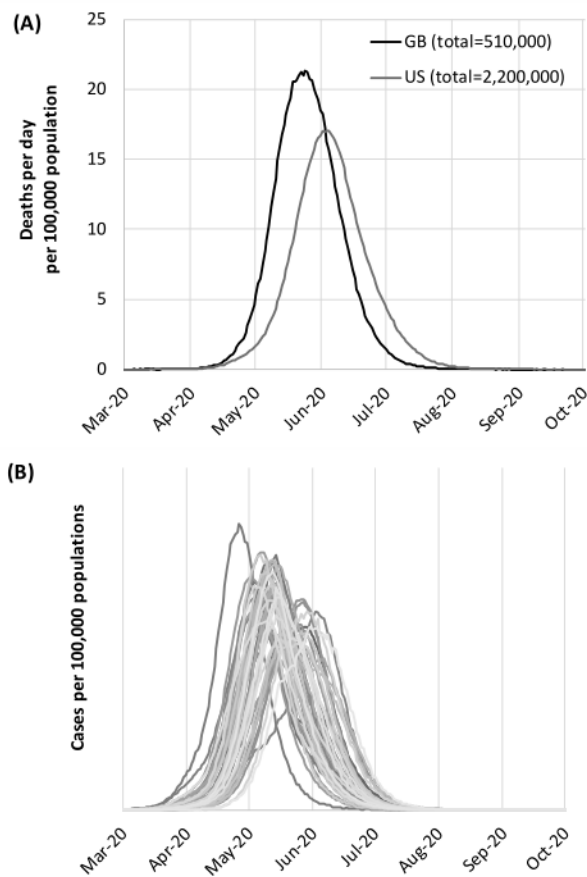 (A)
25
20
15
10
5
0
Deaths per day
per 100,000 population
GB (total=510,000)
US (total=2,200,000)
Mar-20
Apr-20
May-20
Jun-20
Jul-20
Aug-20
Sep-20
Oct-20
(B)
Cases per 100,000 populations
Mar-20
Apr-20
May-20
Jun-20
Jul-20
Aug-20
Sep-20
Oct-20